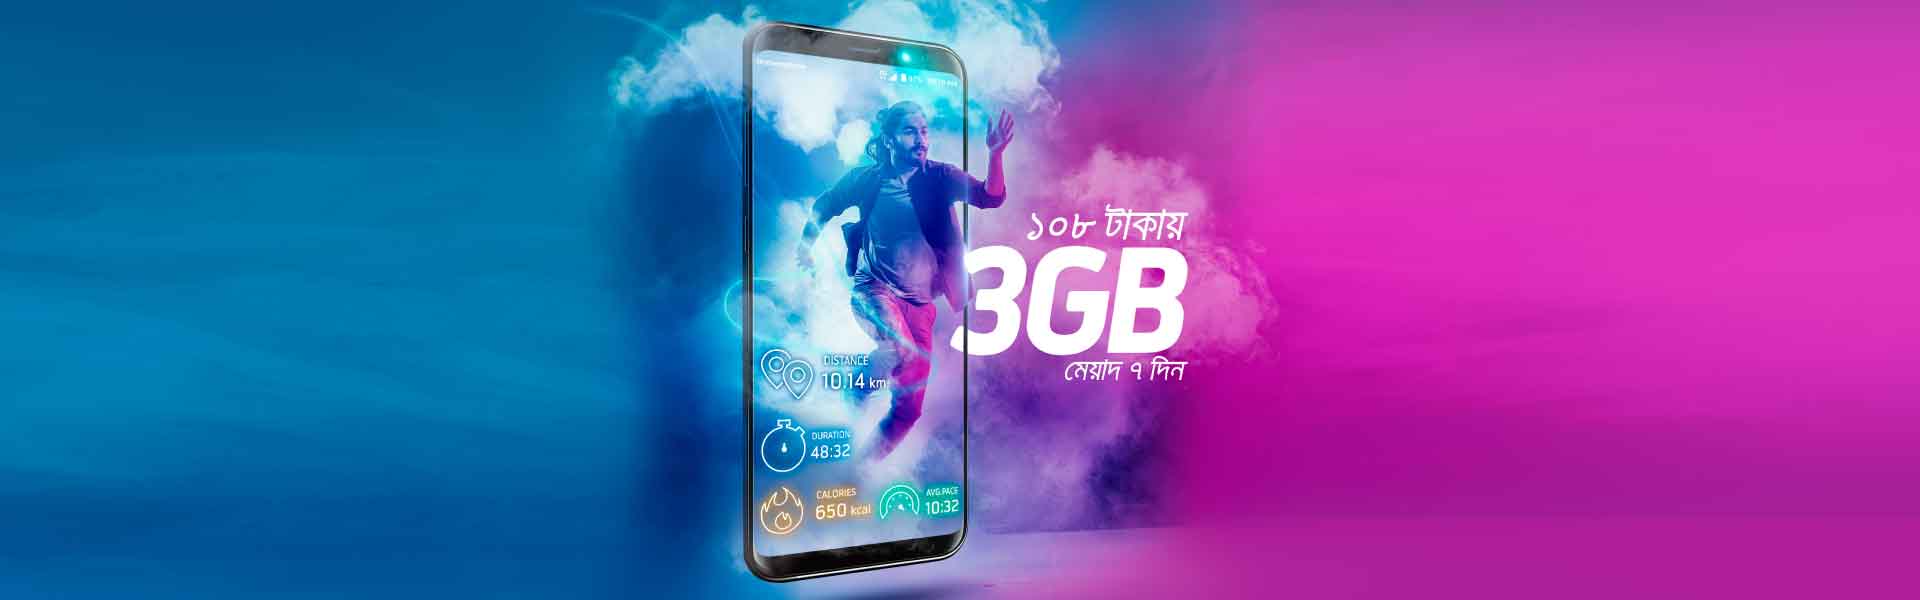 ১০৮ টাকায়
3GB
মেয়াদ ৭ দিন
DISTANCE
10.14 km
DURATION
48:32
CALORIES
650 kcal
AVG.PACE
10:32